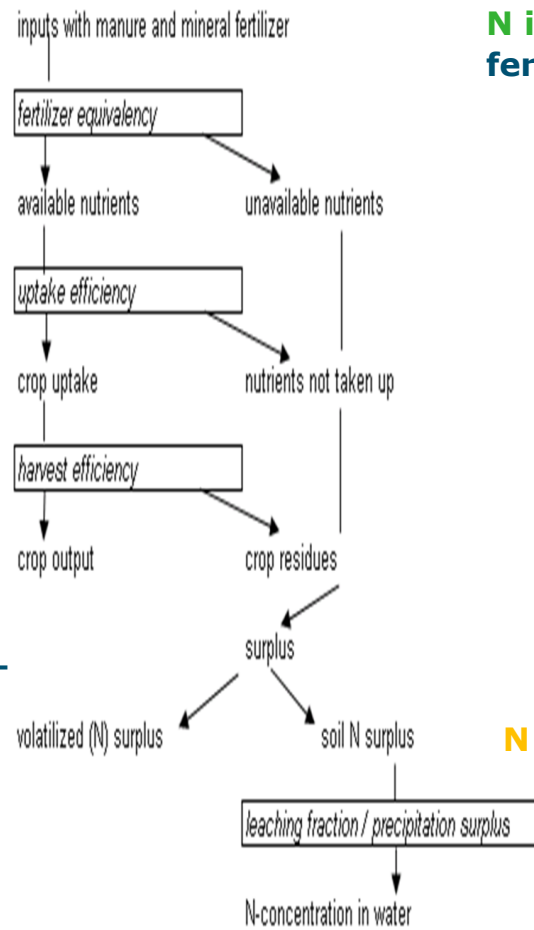 inputs with manure and mineral fertilizer
N i
fer
fertilizer equivalency
available nutrients
unavailable nutrients
uptake efficiency
crop uptake
nutrients not taken up
harvest efficiency
crop output
crop residues
surplus
volatilized (N) surplus
soil N surplus
N
leaching fraction / precipitation surplus
N-concentration in water